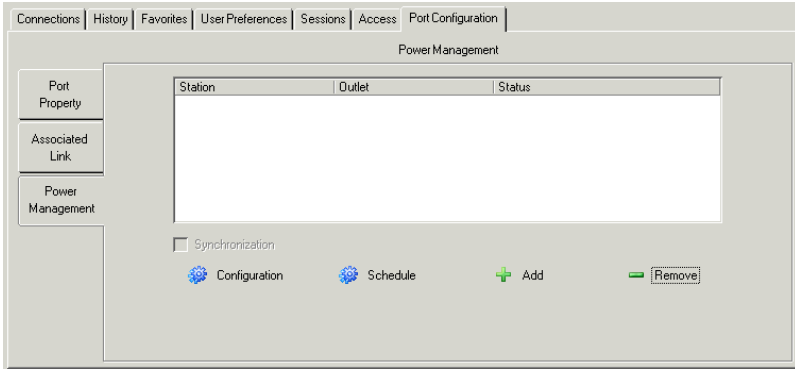 Connections History Favorites User Preferences Sessions Access Port Configuration
Power Management
Port
Property
Associated
Link
Power
Management
Station Outlet Status
Synchronization
Configuration Schedule Add Remove